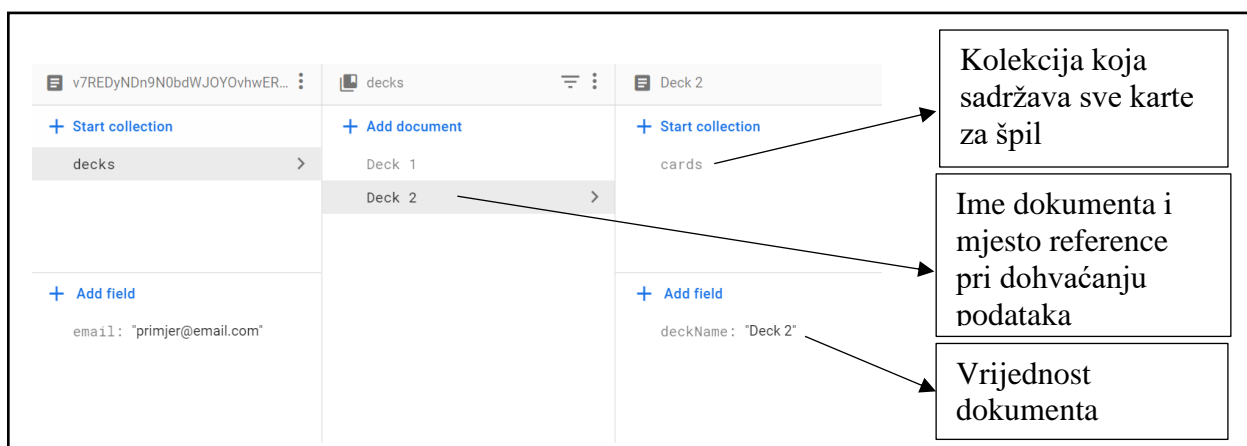 v7REDyNDn9N0bdWJOYOvhwER…
+ Start collection
decks
+ Add field
email: "primjer@email.com"
decks
+ Add document
Deck 1
Deck 2
Deck 2
+ Start collection
cards
+ Add field
deckName: "Deck 2"
Kolekcija koja
sadržava sve karte
za špil
Ime dokumenta i
mjesto reference
pri dohvaćanju
podataka
Vrijednost
dokumenta